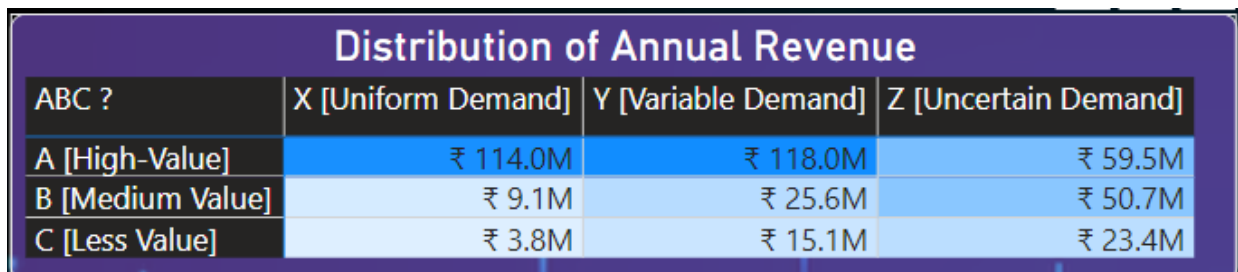 Distribution of Annual Revenue
ABC ? X [Uniform Demand] Y [Variable Demand] Z [Uncertain Demand]
A [High-Value] ₹ 114.0M ₹ 118.0M ₹ 59.5M
B [Medium Value] ₹ 9.1M ₹ 25.6M ₹ 50.7M
C [Less Value] ₹ 3.8M ₹ 15.1M ₹ 23.4M